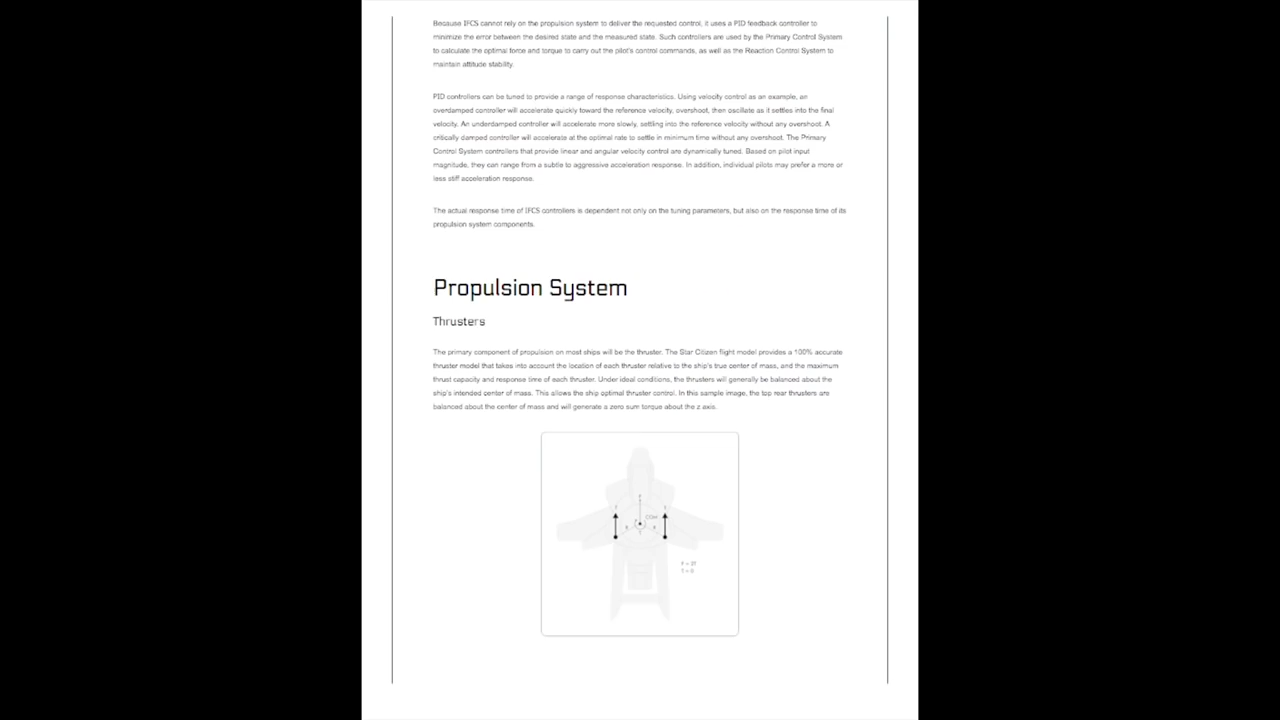 Because IFCS cannot rely on the propulsion system to deliver the requested control, it uses a PID feedback controller to
minimize the error between the desired state and the measured state. Such controllers are used by the Primary Control System
to calculate the optimal force and torque to carry out the pilot's control commands, as well as the Reaction Control System to
maintain attitude stability.
PID controllers can be tuned to provide a range of response characteristics. Using velocity control as an example, an
overdamped controller will accelerate quickly toward the reference velocity, overshoot, then oscillate as it settles into the final
velocity. An underdamped controller will accelerate more slowly, settling into the reference velocity without any overshoot. A
critically damped controller will accelerate at the optimal rate to settle in minimum time without any overshoot. The Primary
Control System controllers that provide linear and angular velocity control are dynamically tuned. Based on pilot input
magnitude, they can range from a subtle to aggressive acceleration response. In addition, individual pilots may prefer a more or
less stiff acceleration response.
The actual response time of IFCS controllers is dependent not only on the tuning parameters, but also on the response time of its
propulsion system components.
Propulsion System
Thrusters
The primary component of propulsion on most ships will be the thruster. The Star Citizen flight model provides a 100% accurate
thruster model that takes into account the location of each thruster relative to the ship's true center of mass, and the maximum
thrust capacity and response time of each thruster. Under ideal conditions, the thrusters will generally be balanced about the
ship's intended center of mass. This allows the ship optimal thruster control. In this sample image, the top rear thrusters are
balanced about the center of mass and will generate a zero sum torque about the z axis.
COM